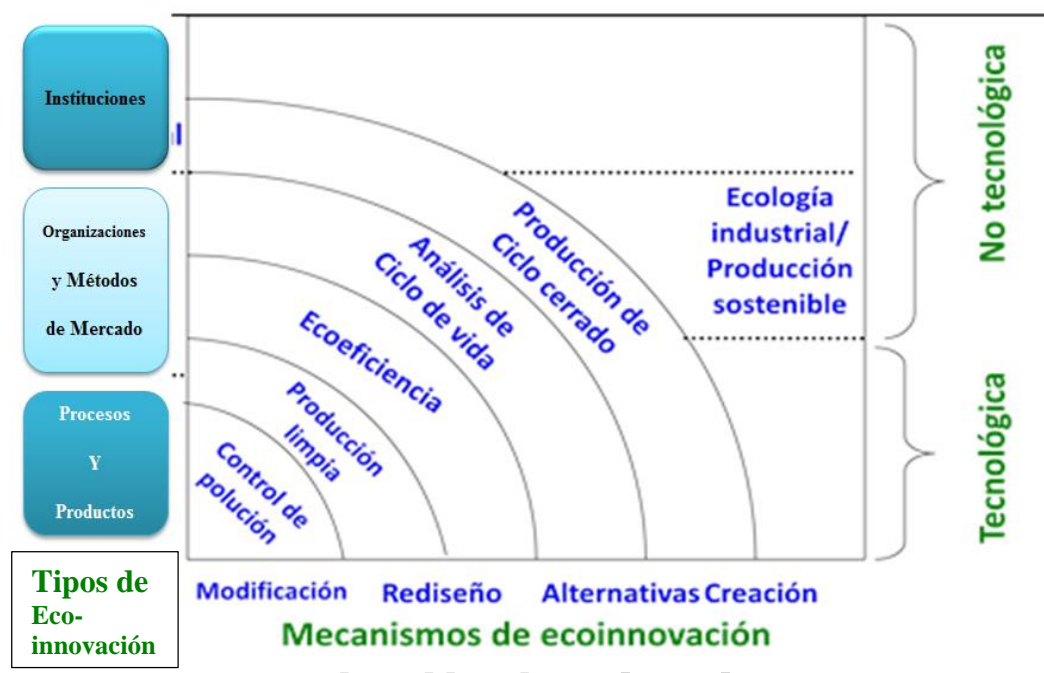 Instituciones
Organizaciones
y Métodos
de Mercado
Procesos
Y
Productos
Tipos de
Eco-
innovación
Control de
polución
Producción
limpia
Ecoeficiencia
Análisis de
Ciclo de vida
Producción de
Ciclo cerrado
Ecología
industrial/
Producción
sostenible
No tecnológica
Tecnológica
Modificación Rediseño Alternativas Creación
Mecanismos de ecoinnovación